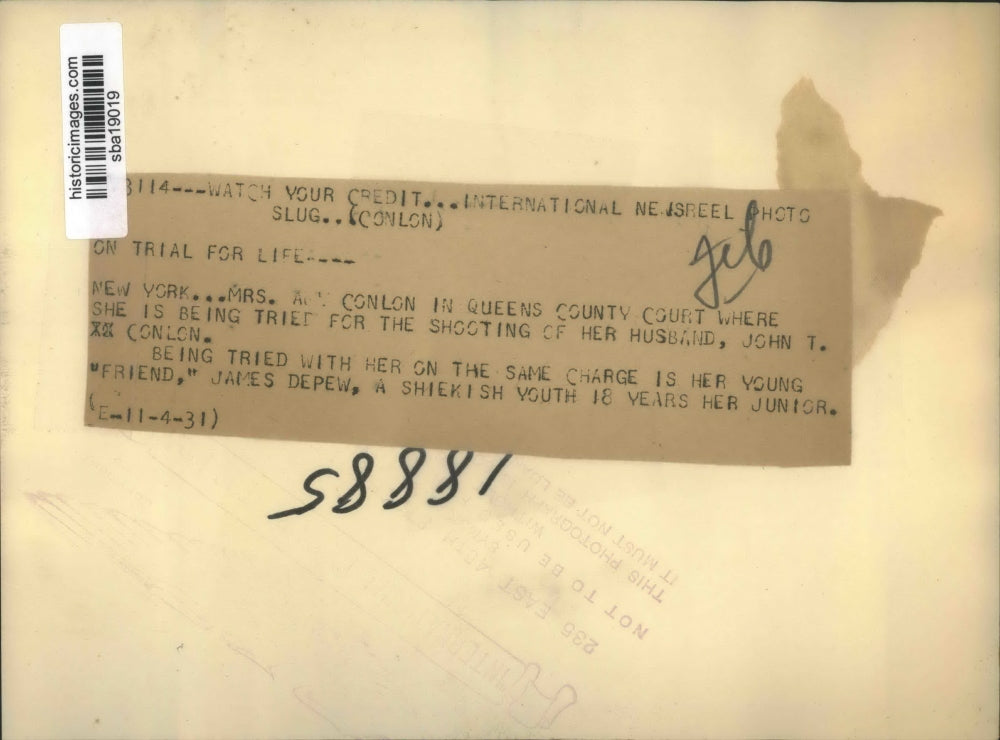 historicimages.com
sba19019
3114---WATCH YOUR CREDIT...INTERNATIONAL NEWSREEL PHOTO
SLUG..(CONLON)
ON TRIAL FOR LIFE----
NEW YORK...MRS. CONLON IN QUEENS COUNTY COURT WHERE
SHE IS BEING TRIED FOR THE SHOOTING OF HER HUSBAND, JOHN T.
XX CONLON.
BEING TRIED WITH HER ON THE SAME CHARGE IS HER YOUNG
"FRIEND," JAMES DEPEW, A SHIEKISH YOUTH 18 YEARS HER JUNIOR.
(E-11-4-31)
58881
IT MUST NOT BE
THIS PHOTOGRAPH
NOT TO BE
235 EAST 45TH